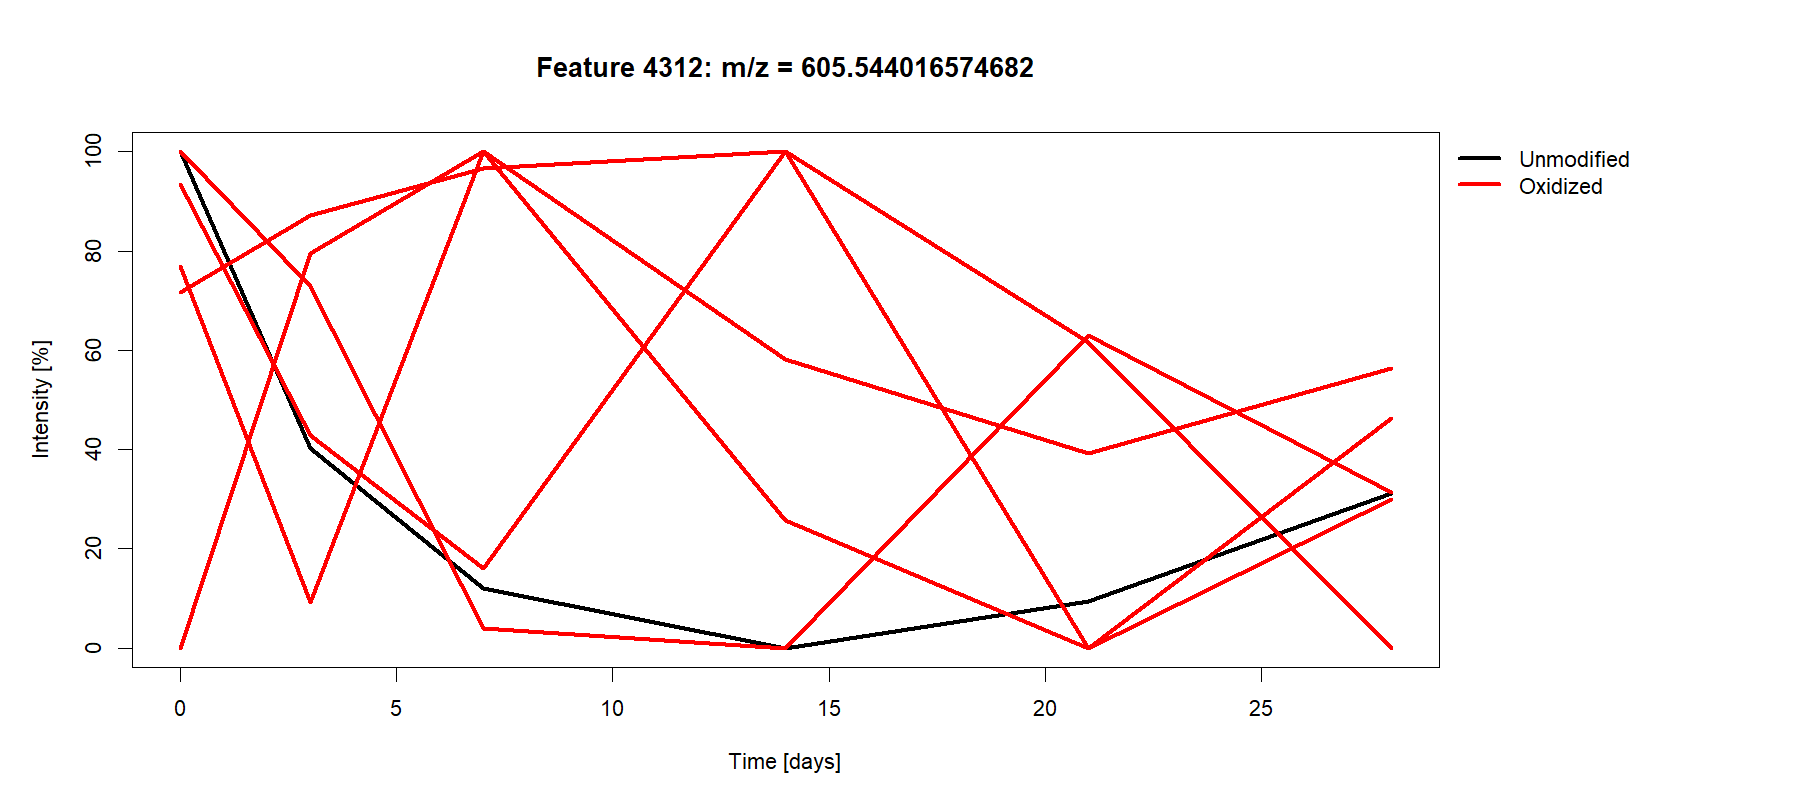 Feature 4312: m/z = 605.544016574682
Unmodified
Oxidized
Intensity [%]
100
80
60
40
20
0
0 5 10 15 20 25
Time [days]